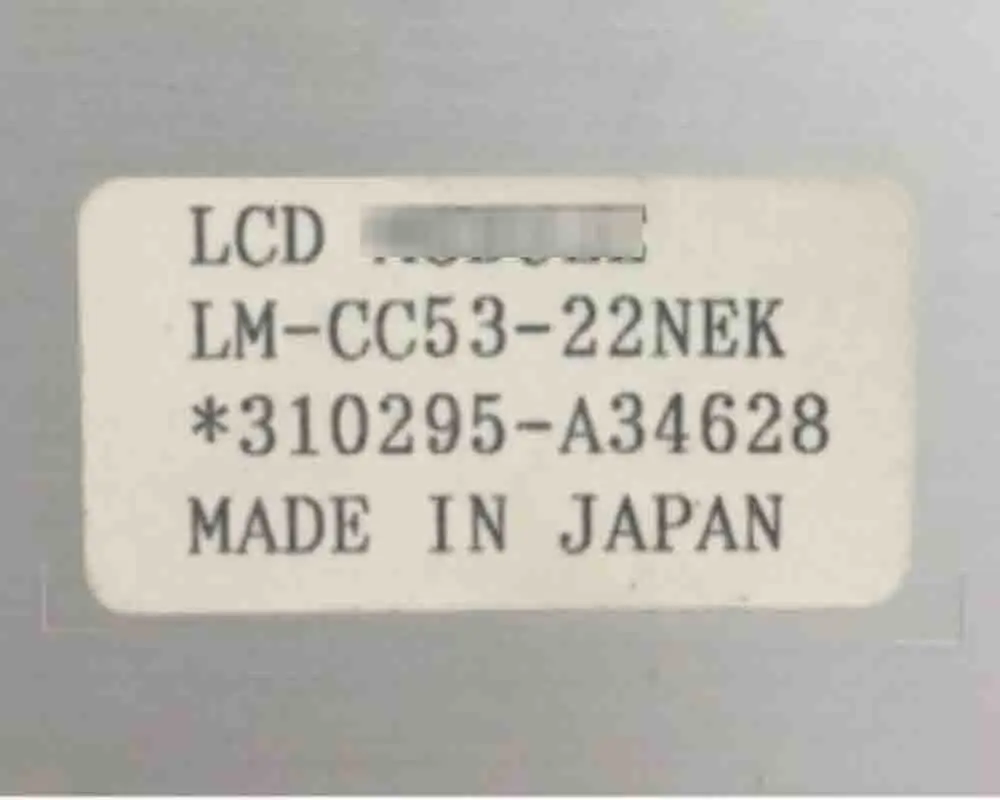 LCD
LM-CC53-22NEK
*310295-A34628
MADE IN JAPAN